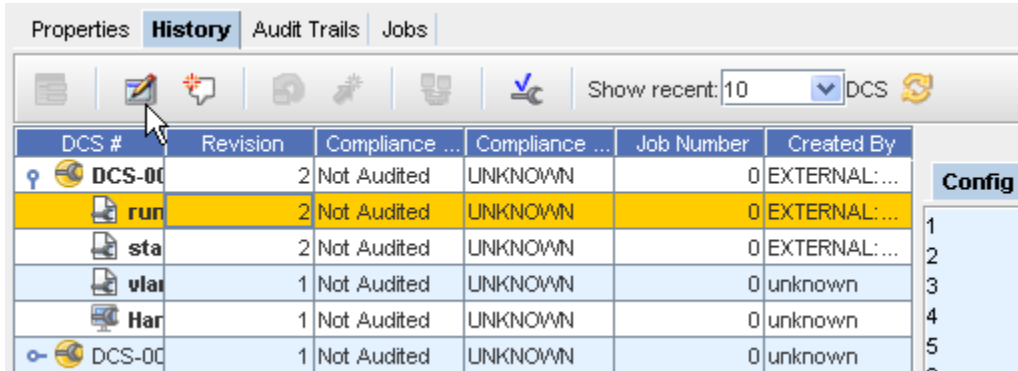 Properties History Audit Trails Jobs
Show recent: 10 DCS
DCS # Revision Compliance ... Compliance ... Job Number Created By
DCS-00 2 Not Audited UNKNOWN 0 EXTERNAL:...
Config
run 2 Not Audited UNKNOWN 0 EXTERNAL:...
1
sta 2 Not Audited UNKNOWN 0 EXTERNAL:...
2
vlan 1 Not Audited UNKNOWN 0 unknown
3
Har 1 Not Audited UNKNOWN 0 unknown
4
DCS-00 1 Not Audited UNKNOWN 0 unknown
5